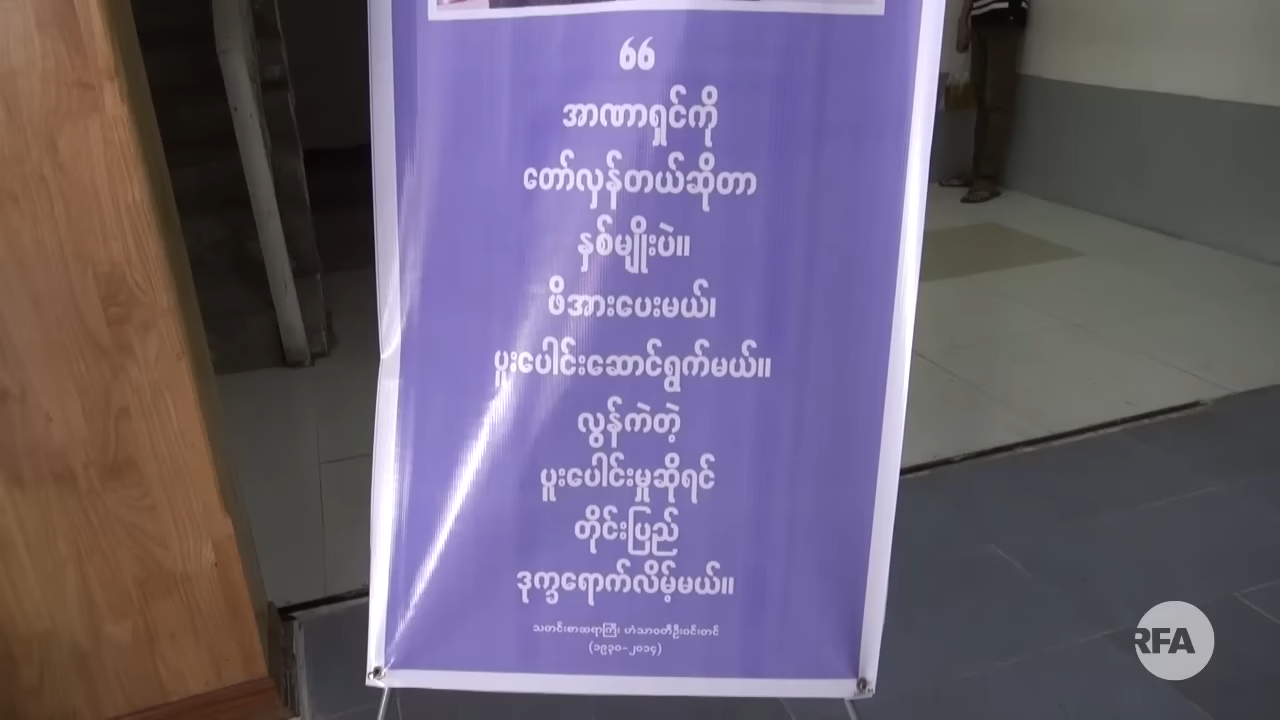 “
အာဏာရှင်ကို
တော်လှန်တယ်ဆိုတာ
နှစ်မျိုးပဲ။
ဖိအားပေးမယ်၊
ပူးပေါင်းဆောင်ရွက်မယ်။
လွန်ကဲတဲ့
ပူးပေါင်းမှုဆိုရင်
တိုင်းပြည်
ဒုက္ခရောက်လိမ့်မယ်။
သတင်းစာဆရာကြီး ဟံသာဝတီဦးဝင်းတင်
(၁၉၃၀-၂၀၁၄)
RFA